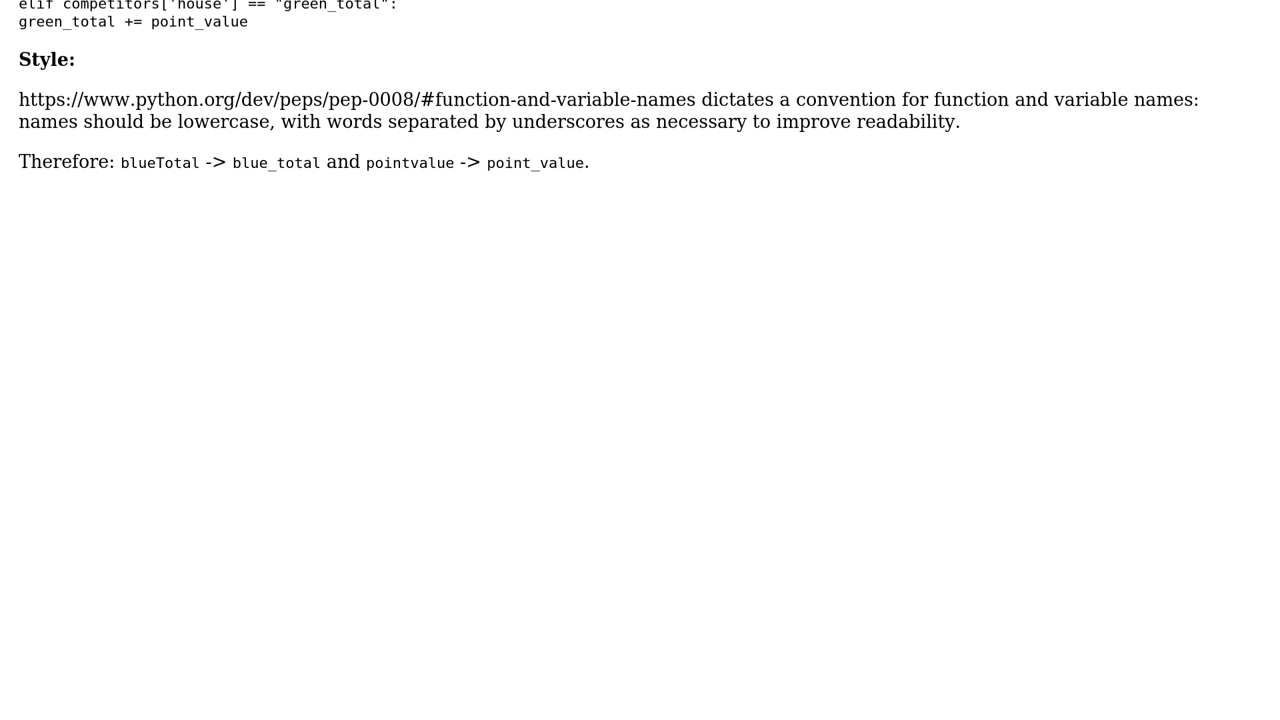 elif competitors['house'] == "green_total":
green_total += point_value
Style:
https://www.python.org/dev/peps/pep-0008/#function-and-variable-names dictates a convention for function and variable names:
names should be lowercase, with words separated by underscores as necessary to improve readability.
Therefore: blueTotal -> blue_total and pointvalue -> point_value.